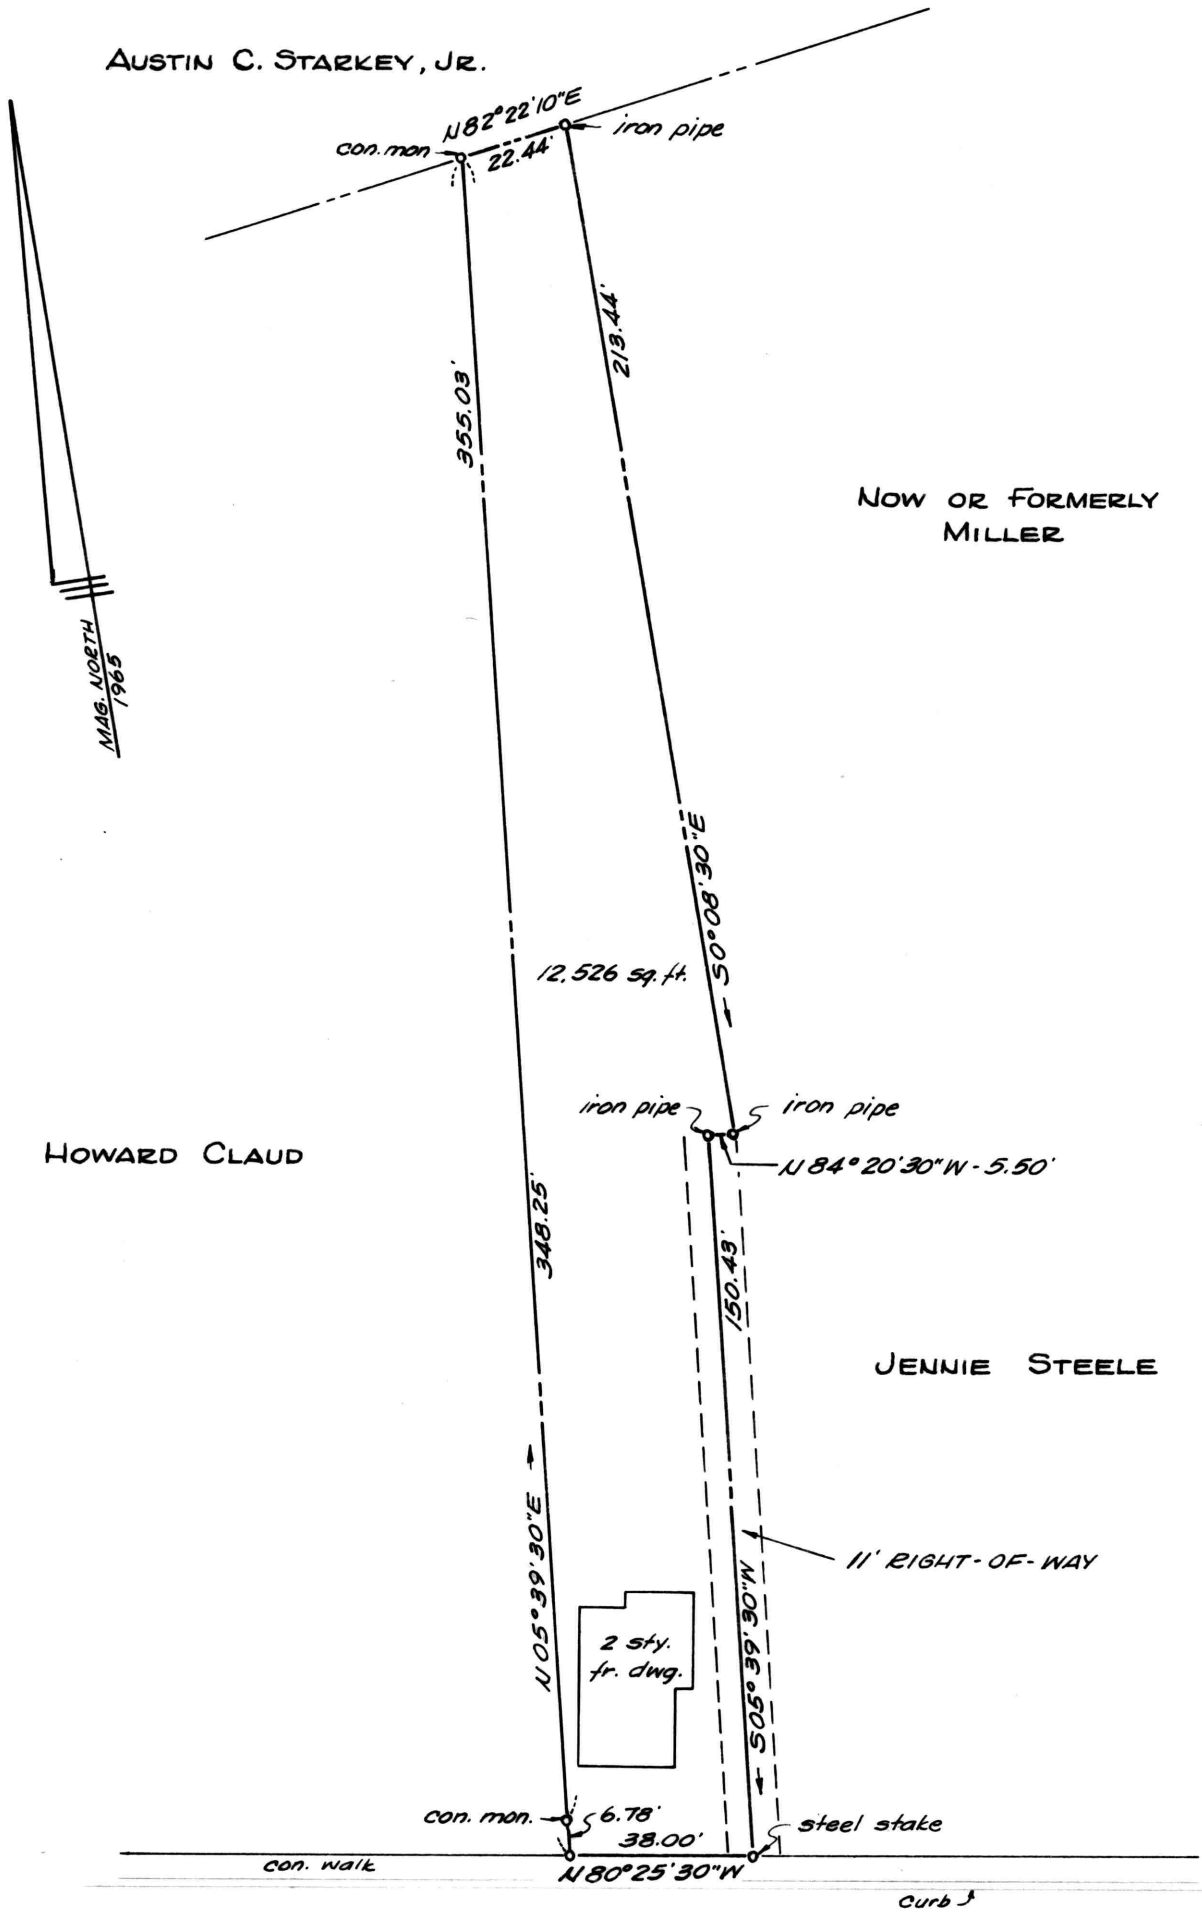 AUSTIN C. STARKEY, JR.
N82°22'10"E
con. mon
22.44'
iron pipe
355.03'
213.44'
NOW OR FORMERLY
MILLER
MAG. NORTH
1965
S0°08'30"E
12,526 sq. ft.
iron pipe
iron pipe
N84°20'30"W - 5.50'
HOWARD CLAUD
348.25'
150.43'
JENNIE STEELE
N05°39'30"E
11' RIGHT-OF-WAY
S05°39'30"W
2 sty.
fr. dwg.
con. mon.
6.78'
38.00'
steel stake
con. walk
N80°25'30"W
curb